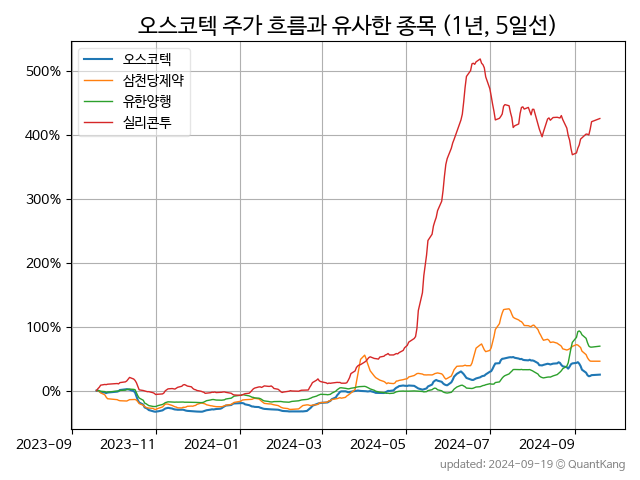 오스코텍 주가 흐름과 유사한 종목 (1년, 5일선)
오스코텍
삼천당제약
유한양행
실리콘투
500%
400%
300%
200%
100%
0%
2023-09 2023-11 2024-01 2024-03 2024-05 2024-07 2024-09
updated: 2024-09-19 © QuantKang